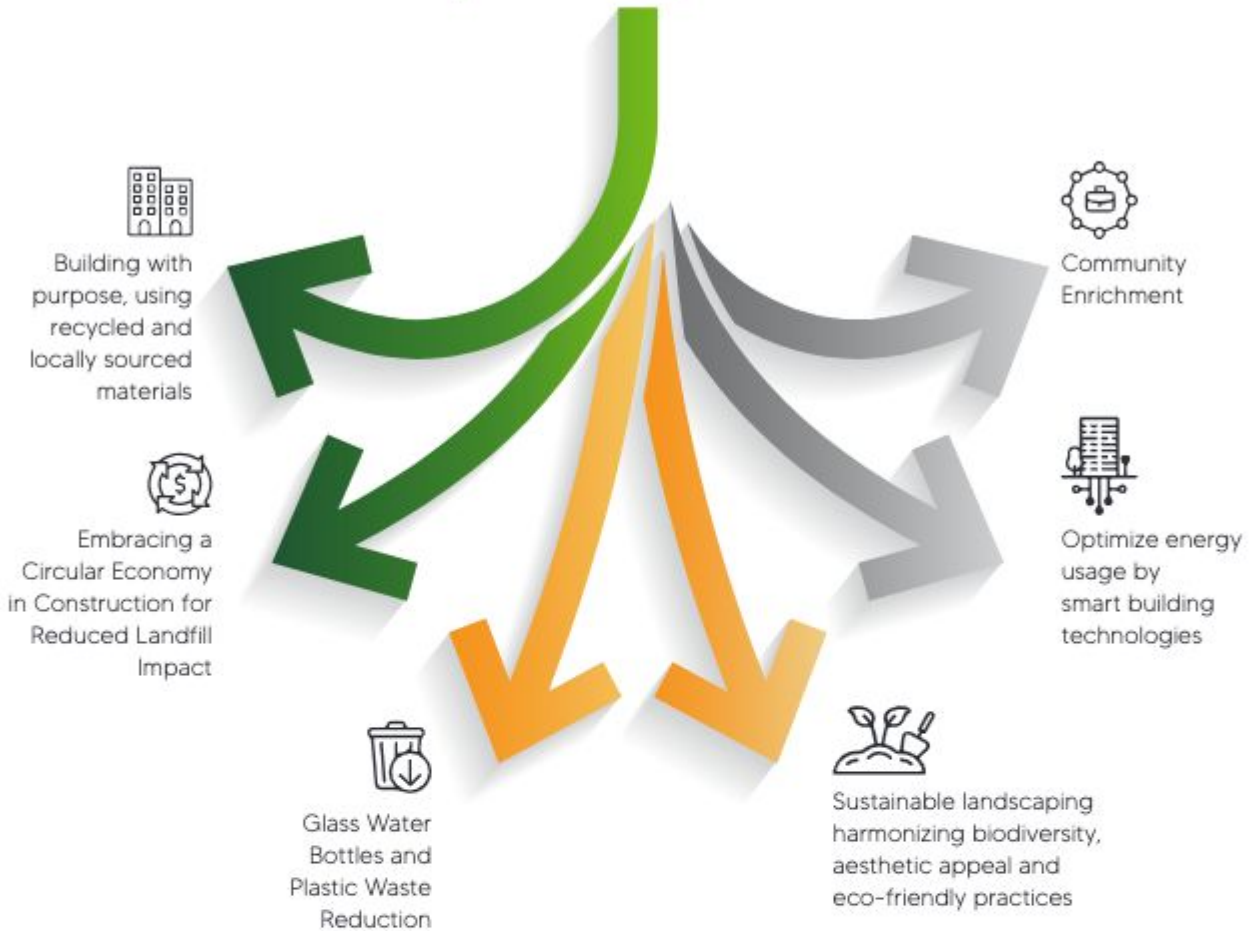 Building with
purpose, using
recycled and
locally sourced
materials
Community
Enrichment
Embracing a
Circular Economy
in Construction for
Reduced Landfill
Impact
Optimize energy
usage by
smart building
technologies
Glass Water
Bottles and
Plastic Waste
Reduction
Sustainable landscaping
harmonizing biodiversity,
aesthetic appeal and
eco-friendly practices